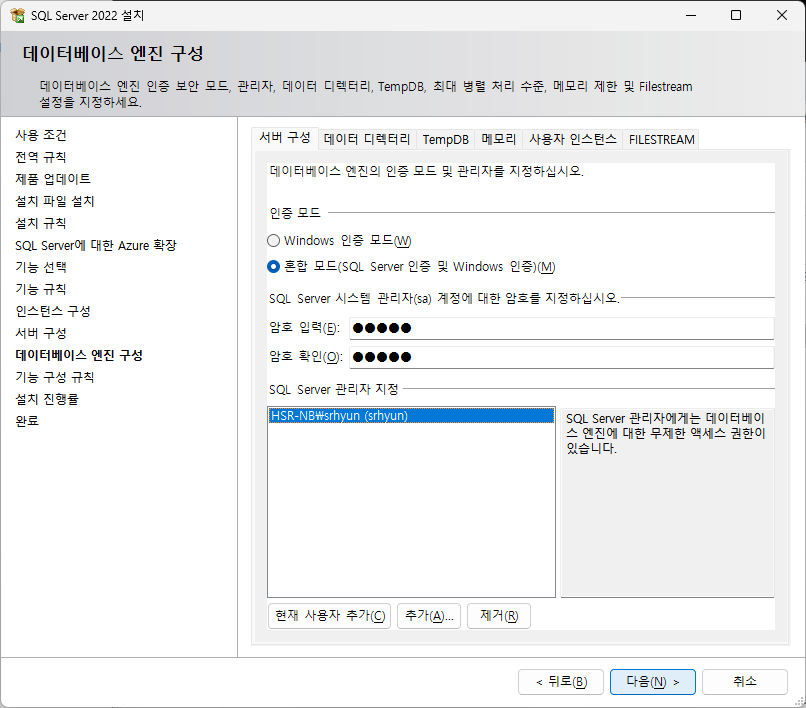 SQL Server 2022 설치
데이터베이스 엔진 구성
데이터베이스 엔진 인증 보안 모드, 관리자, 데이터 디렉터리, TempDB, 최대 병렬 처리 수준, 메모리 제한 및 Filestream
설정을 지정하세요.
사용 조건
전역 규칙
제품 업데이트
설치 파일 설치
설치 규칙
SQL Server에 대한 Azure 확장
기능 선택
기능 규칙
인스턴스 구성
서버 구성
데이터베이스 엔진 구성
기능 구성 규칙
설치 진행률
완료
서버 구성 데이터 디렉터리 TempDB 메모리 사용자 인스턴스 FILESTREAM
데이터베이스 엔진의 인증 모드 및 관리자를 지정하십시오.
인증 모드
Windows 인증 모드(W)
혼합 모드(SQL Server 인증 및 Windows 인증)(M)
SQL Server 시스템 관리자(sa) 계정에 대한 암호를 지정하십시오.
암호 입력(E): ●●●●●
암호 확인(O): ●●●●●
SQL Server 관리자 지정
HSR-NB₩srhyun (srhyun)
SQL Server 관리자에게는 데이터베이
스 엔진에 대한 무제한 액세스 권한이
있습니다.
현재 사용자 추가(C) 추가(A)... 제거(R)
< 뒤로(B) 다음(N) > 취소